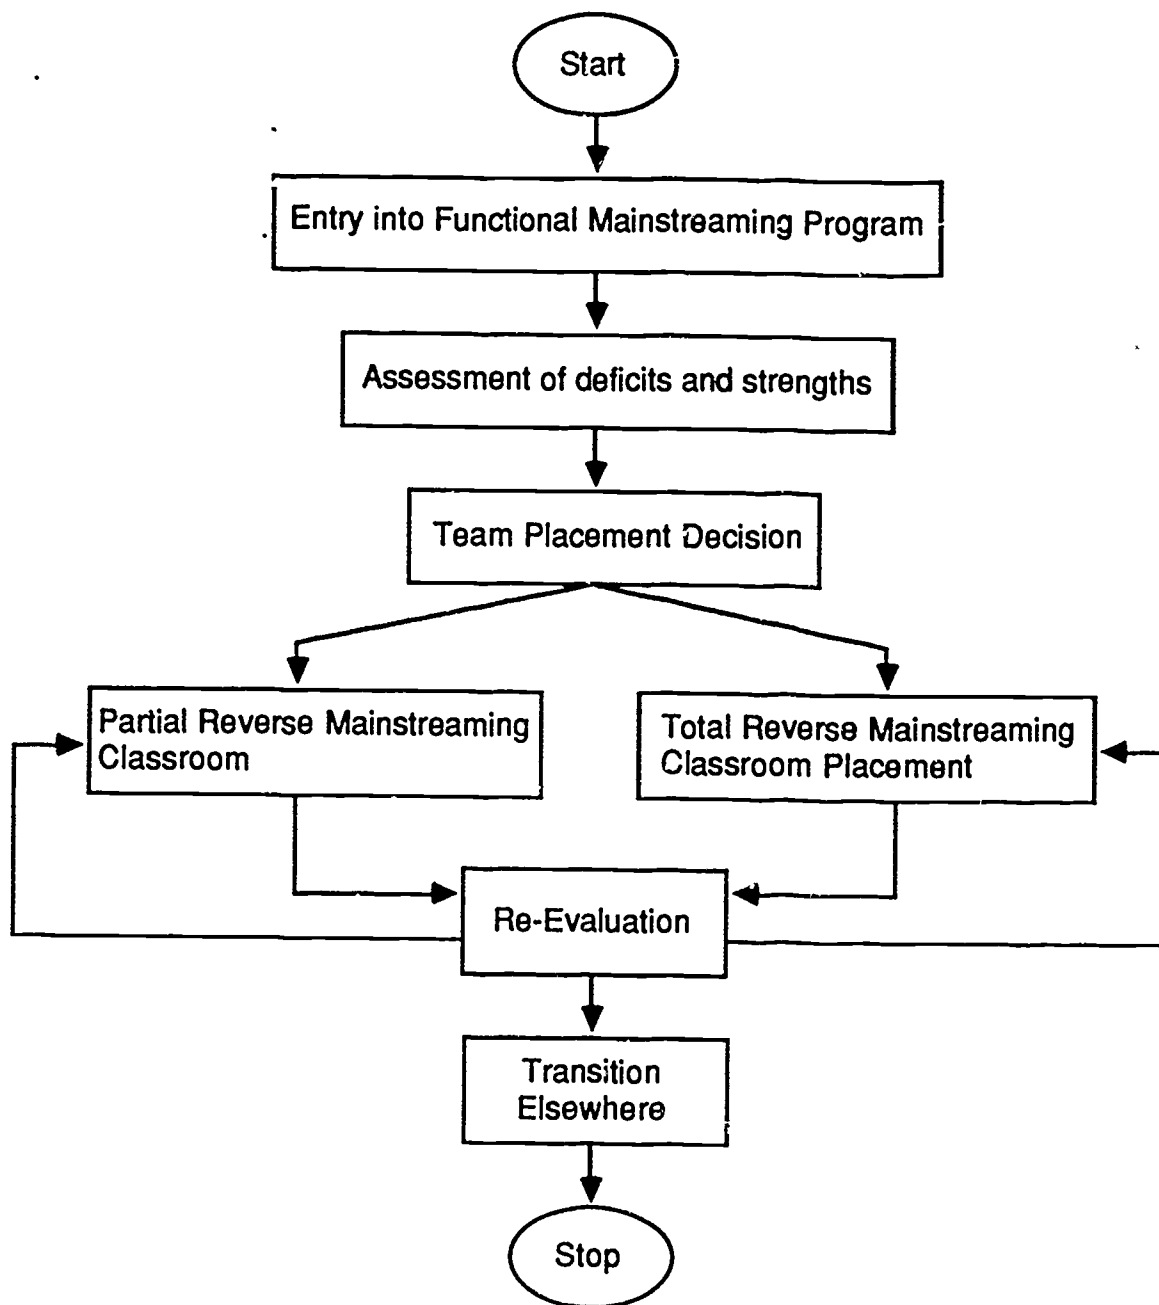 Start
Entry into Functional Mainstreaming Program
Assessment of deficits and strengths
Team Placement Decision
Partial Reverse Mainstreaming
Classroom
Total Reverse Mainstreaming
Classroom Placement
Re-Evaluation
Transition
Elsewhere
Stop